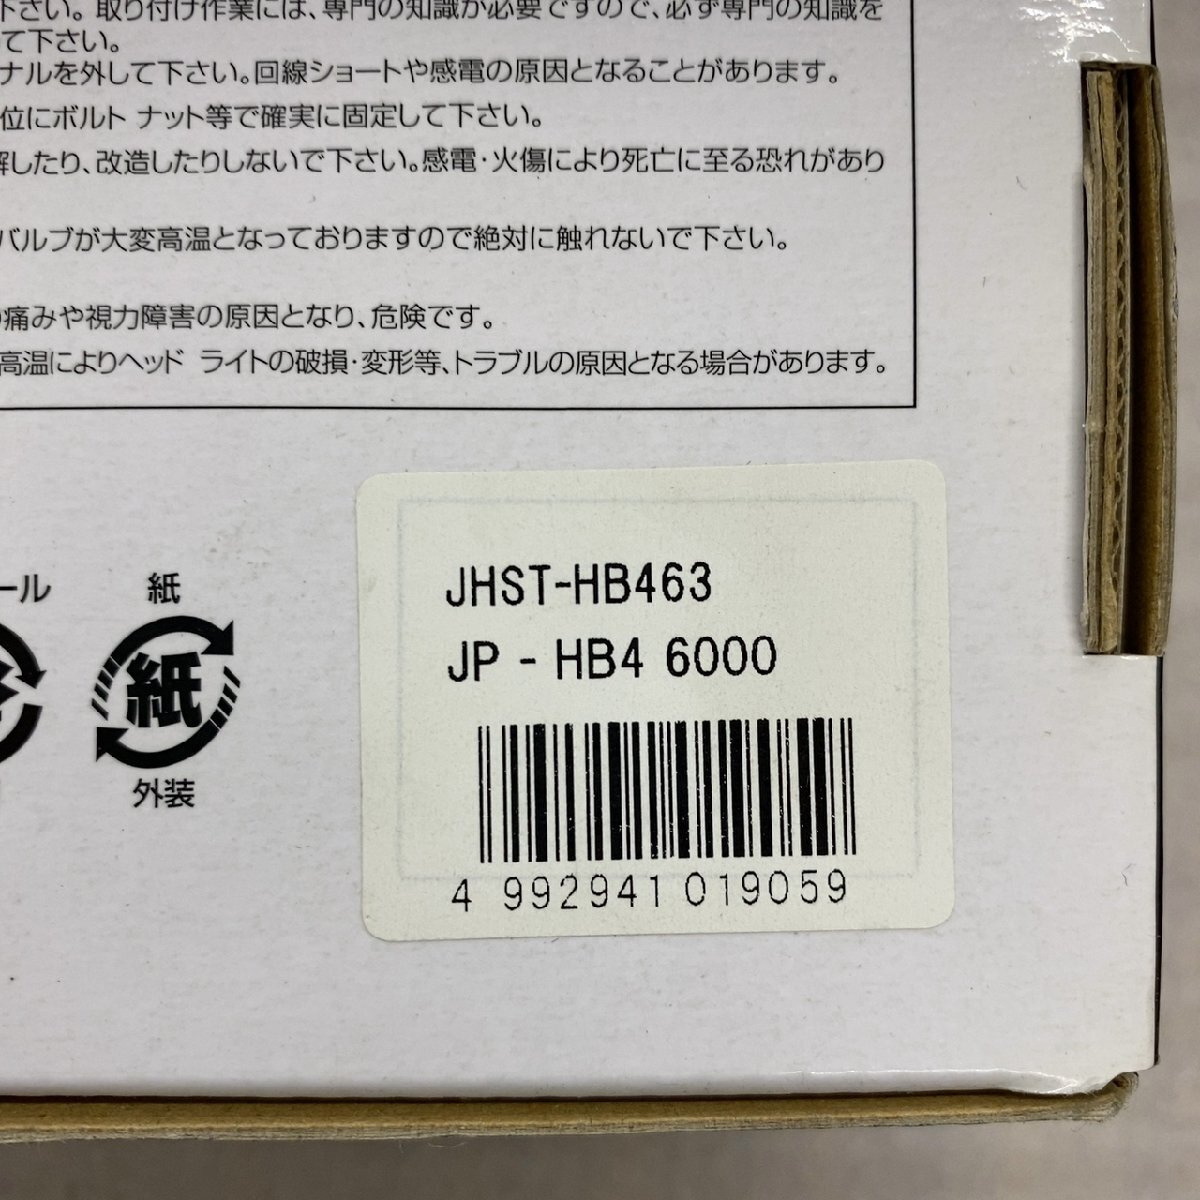 下さい。取り付け作業には、専門の知識が必要ですので、必ず専門の知識を
て下さい。
ナルを外して下さい。回線ショートや感電の原因となることがあります。
位にボルト ナット等で確実に固定して下さい。
解したり、改造したりしないで下さい。感電・火傷により死亡に至る恐れがあり
バルブが大変高温となっておりますので絶対に触れないで下さい。
痛みや視力障害の原因となり、危険です。
高温によりヘッド ライトの破損・変形等、トラブルの原因となる場合があります。
ール
紙
紙
外装
JHST-HB463
JP - HB4 6000
4 992941 019059